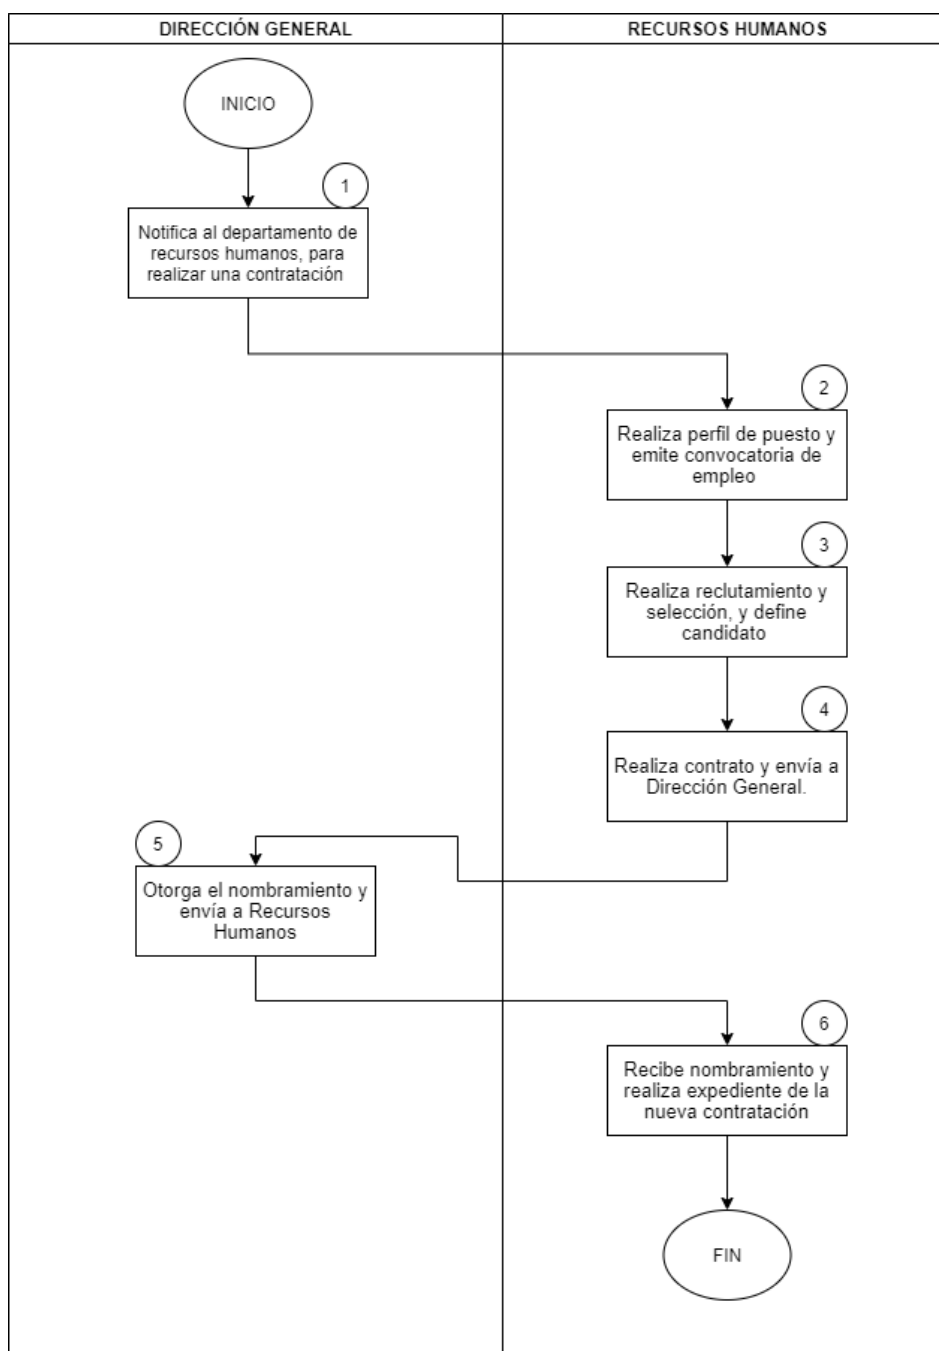 DIRECCIÓN GENERAL
RECURSOS HUMANOS
INICIO
1
Notifica al departamento de
recursos humanos, para
realizar una contratación
2
Realiza perfil de puesto y
emite convocatoria de
empleo
3
Realiza reclutamiento y
selección, y define
candidato
4
Realiza contrato y envía a
Dirección General.
5
Otorga el nombramiento y
envía a Recursos
Humanos
6
Recibe nombramiento y
realiza expediente de la
nueva contratación
FIN